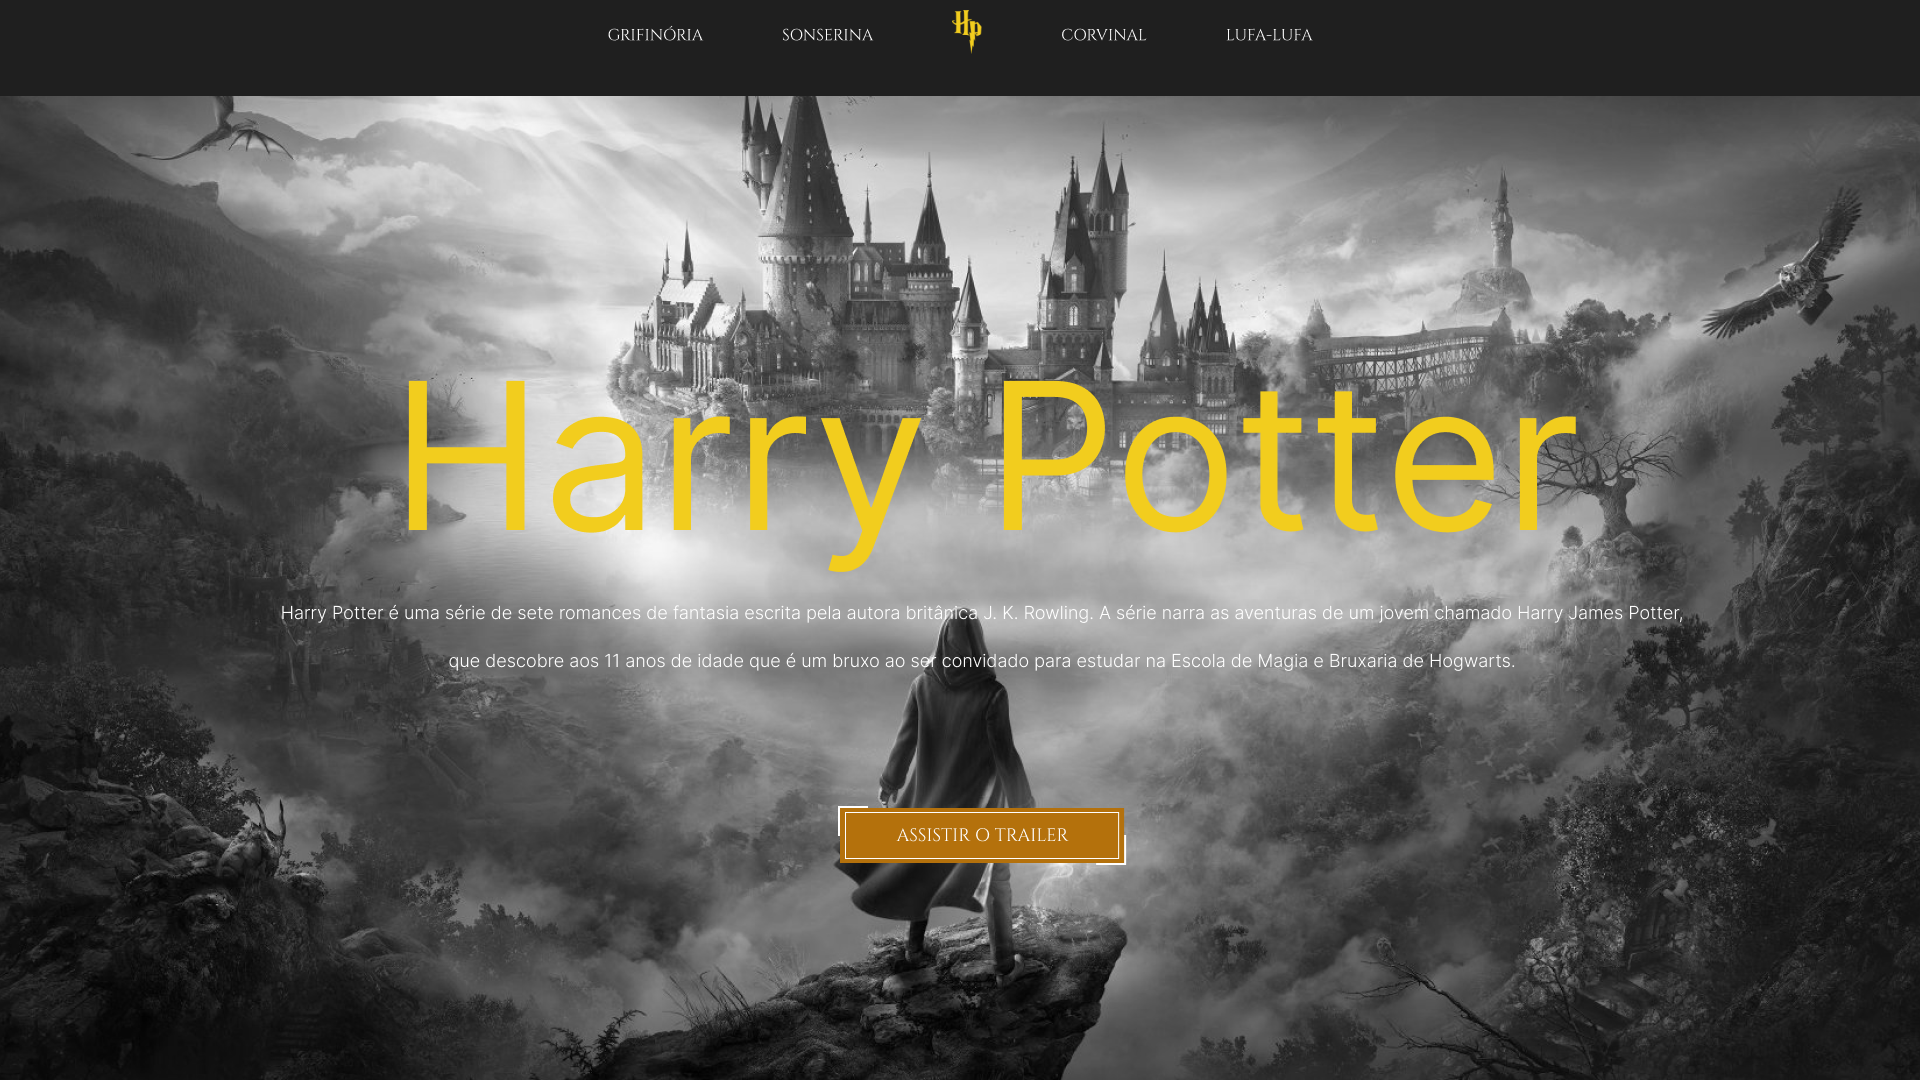 GRIFINÓRIA
SONSERINA
HP
CORVINAL
LUFA-LUFA
Harry Potter
Harry Potter é uma série de sete romances de fantasia escrita pela autora britânica J. K. Rowling. A série narra as aventuras de um jovem chamado Harry James Potter,
que descobre aos 11 anos de idade que é um bruxo ao ser convidado para estudar na Escola de Magia e Bruxaria de Hogwarts.
ASSISTIR O TRAILER